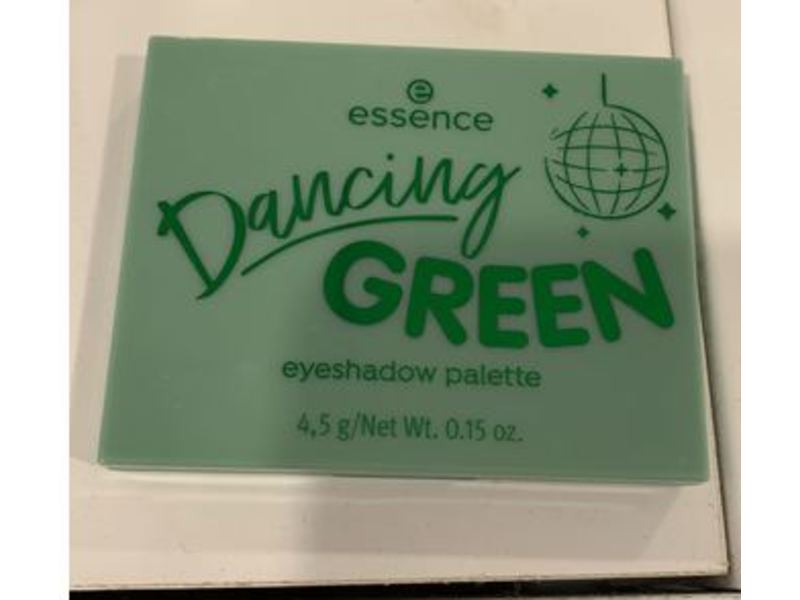 essence
Dancing
GREEN
eyeshadow palette
4,5 g/Net Wt. 0.15 oz.